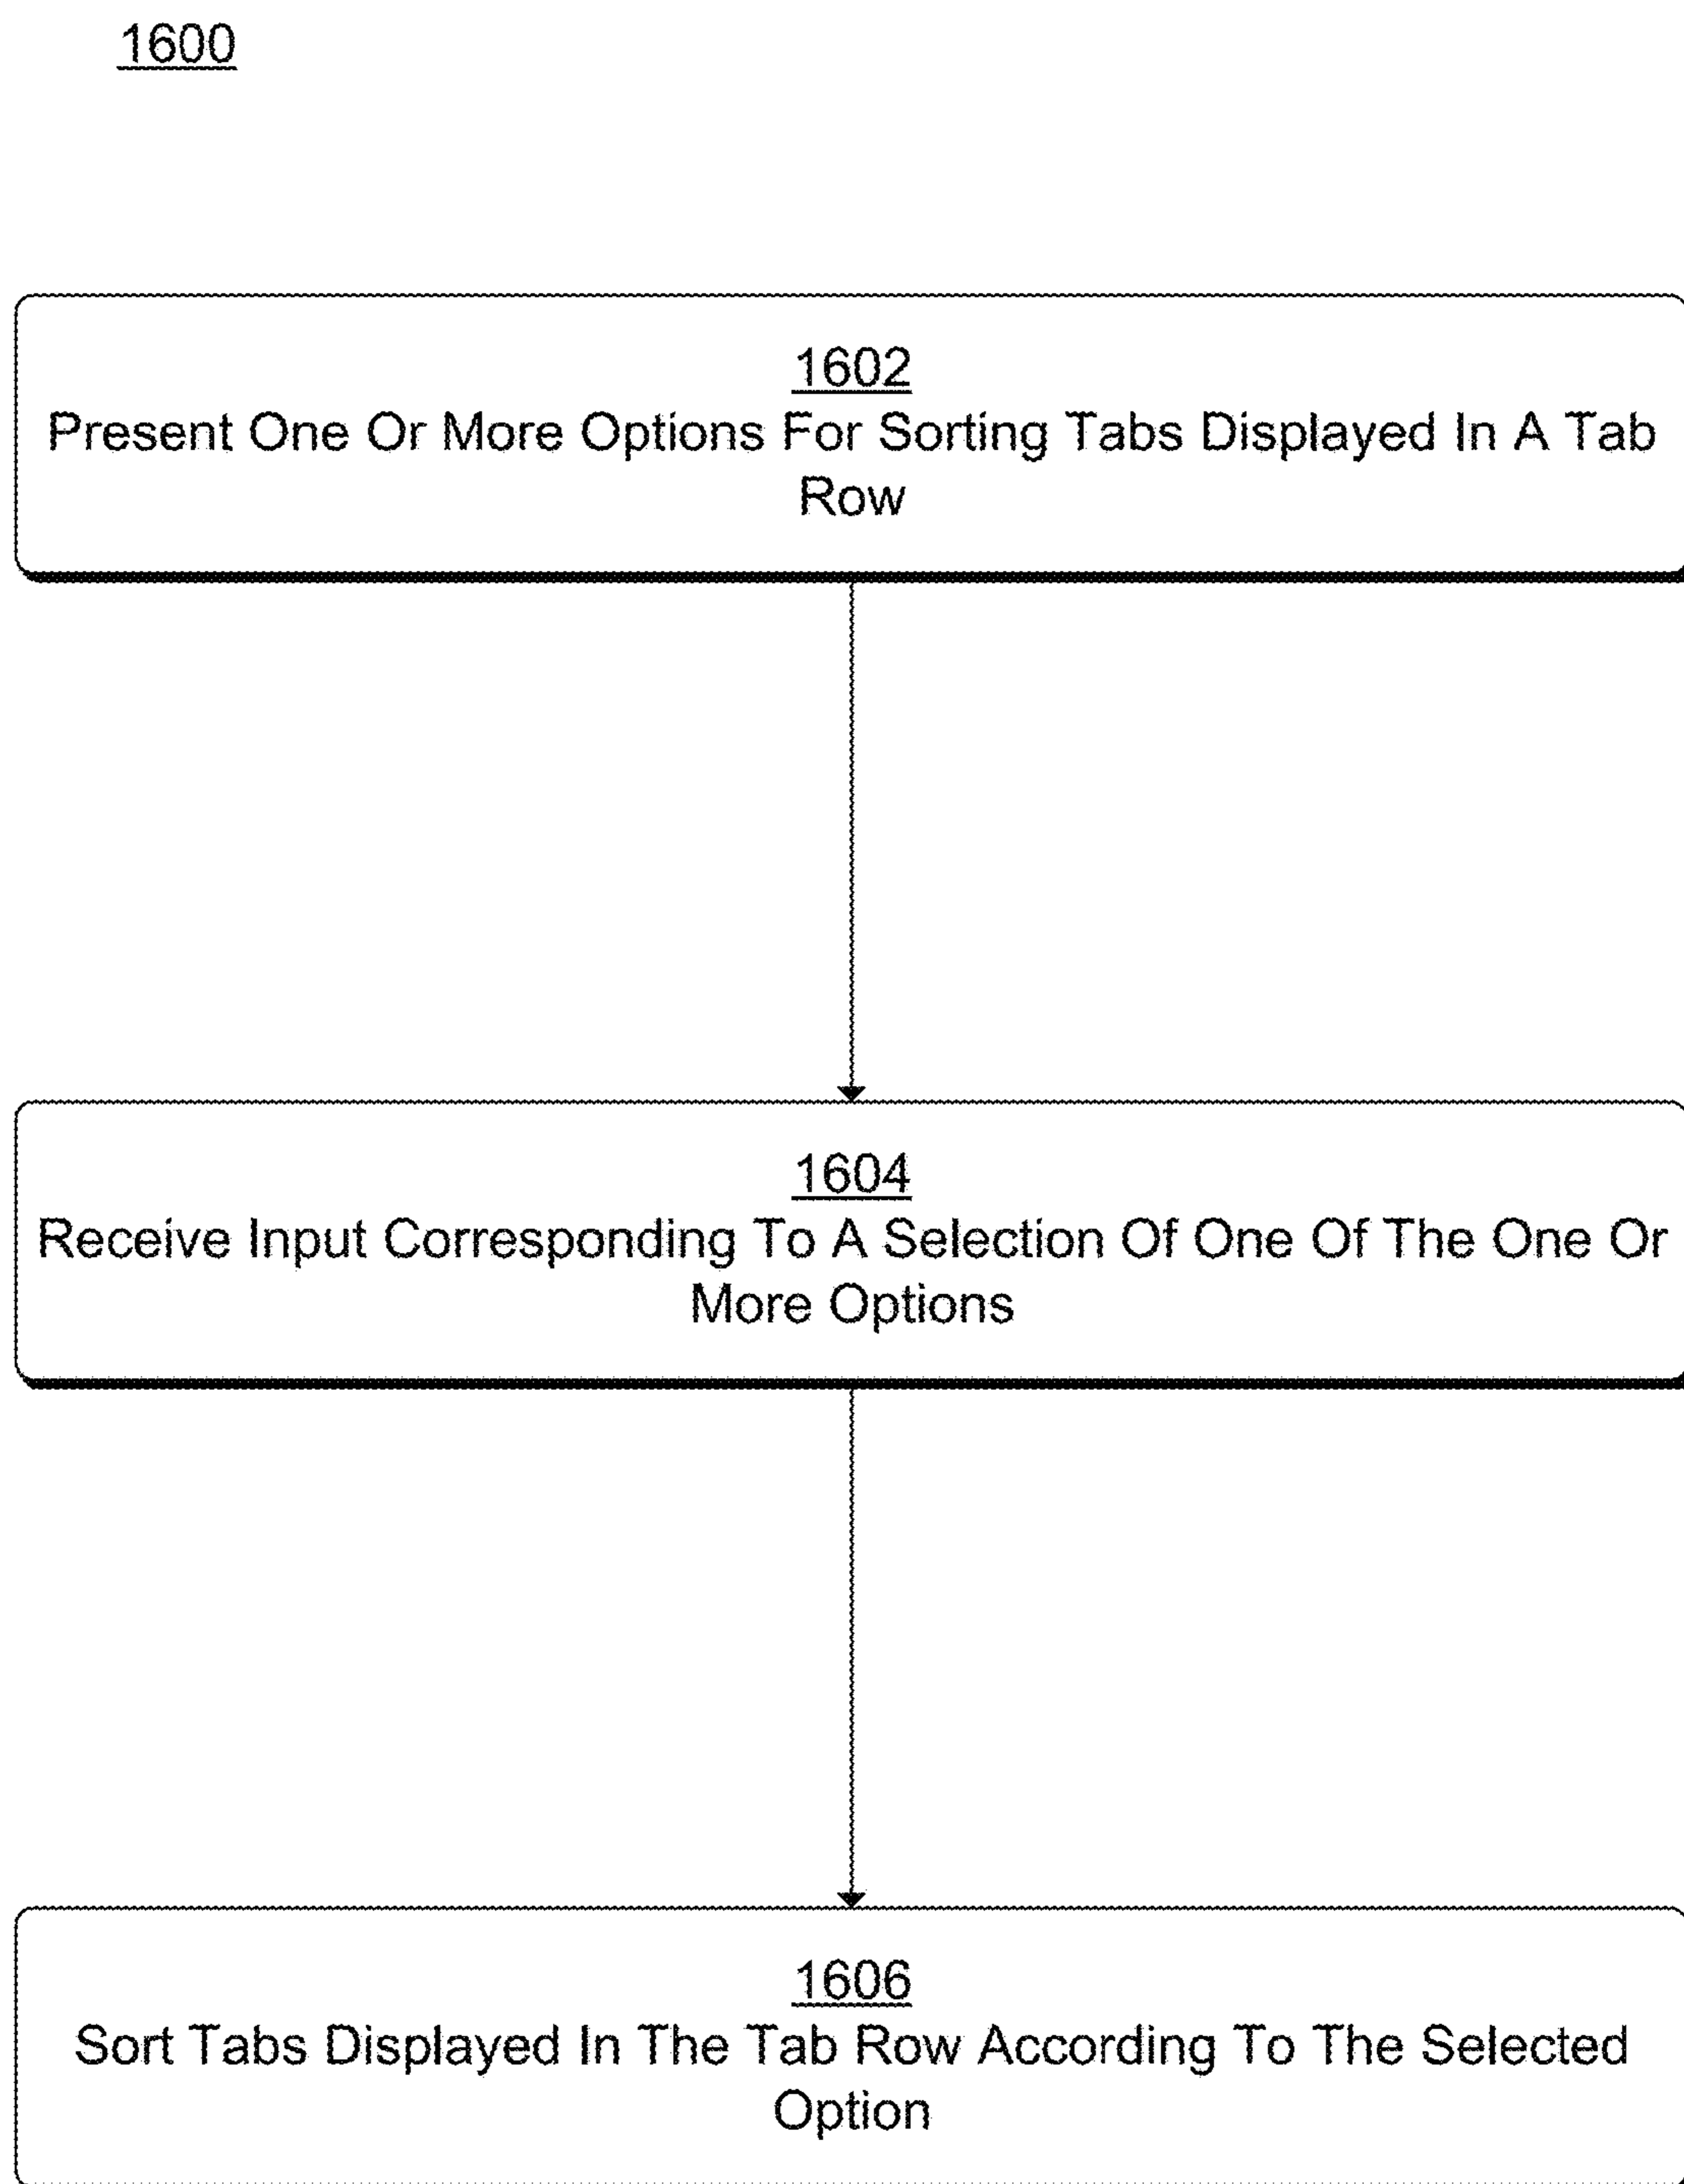 1600
1602
Present One Or More Options For Sorting Tabs Displayed In A Tab
Row
1604
Receive Input Corresponding To A Selection Of One Of The One Or
More Options
1606
Sort Tabs Displayed In The Tab Row According To The Selected
Option